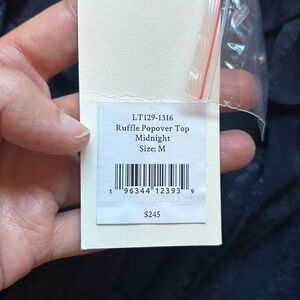 LT129-1316
Ruffle Popover Top
Midnight
Size: M
1 96344 12393 9
$245